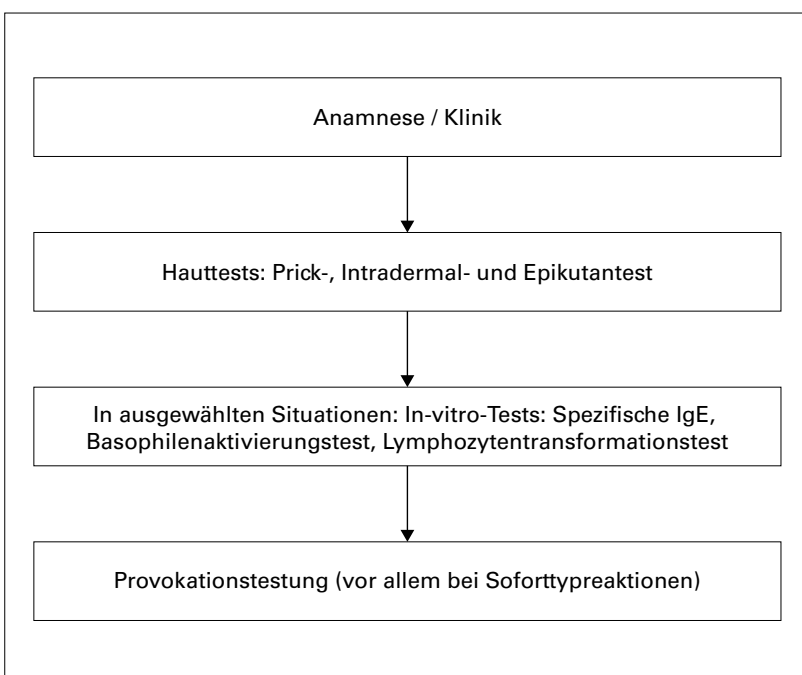 Anamnese / Klinik
Hauttests: Prick-, Intradermal- und Epikutantest
In ausgewählten Situationen: In-vitro-Tests: Spezifische IgE,
Basophilenaktivierungstest, Lymphozytentransformationstest
Provokationstestung (vor allem bei Soforttypreaktionen)